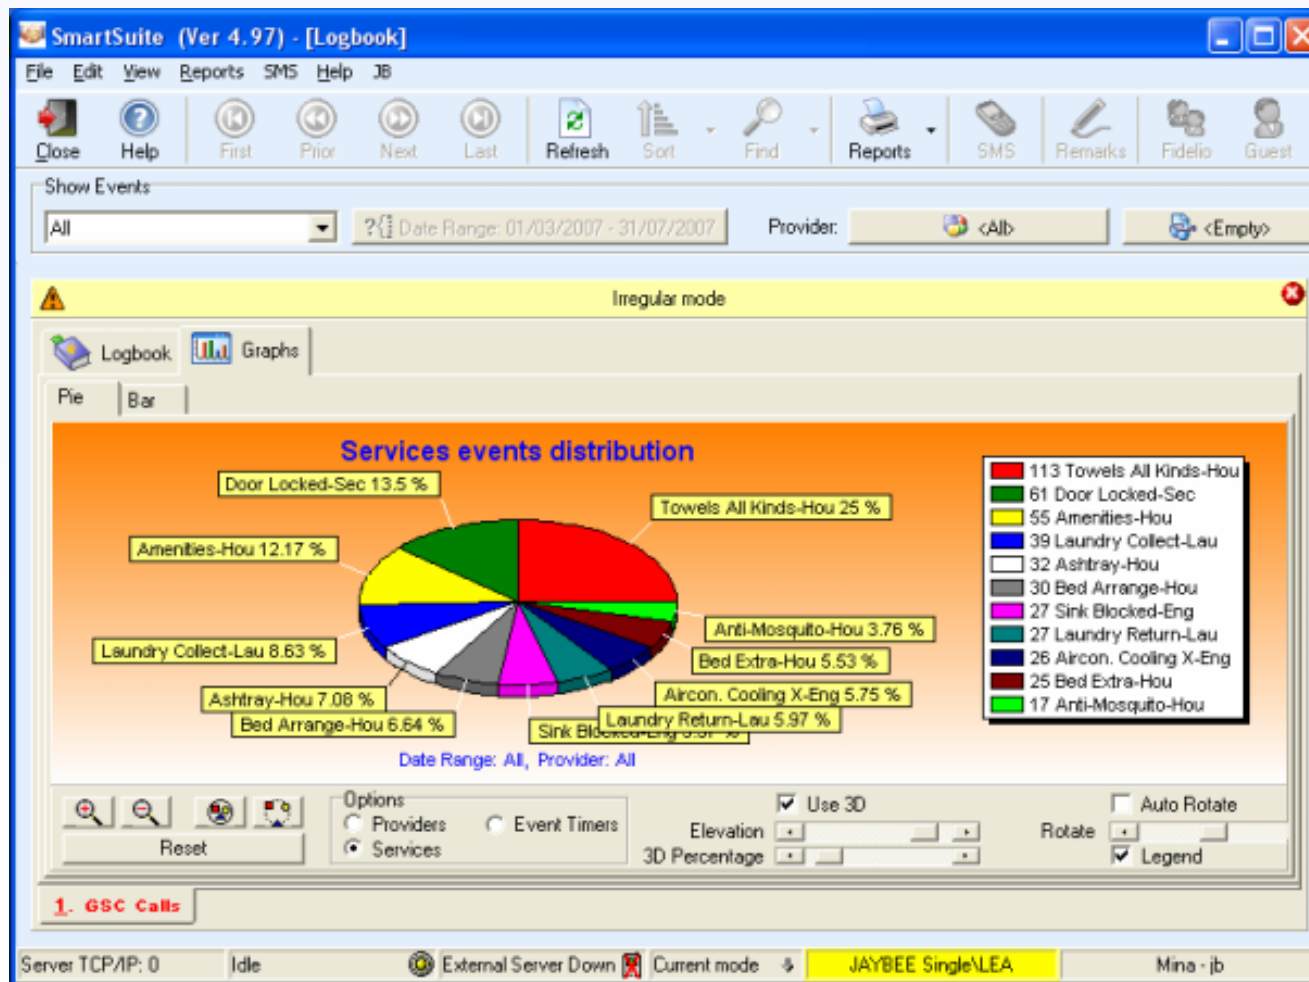 SmartSuite (Ver 4.97) - [Logbook]
File Edit View Reports SMS Help JB
Close Help First Prior Next Last Refresh Sort Find Reports SMS Remarks Fidelio Guest
Show Events
All ?{ Date Range: 01/03/2007 - 31/07/2007 Provider: <All> <Empty>
Irregular mode
Logbook Graphs
Pie Bar
Services events distribution
Door Locked-Sec 13.5 %
Towels All Kinds-Hou 25 %
Amenities-Hou 12.17 %
Anti-Mosquito-Hou 3.76 %
Laundry Collect-Lau 8.63 %
Bed Extra-Hou 5.53 %
Ashtray-Hou 7.08 %
Aircon. Cooling X-Eng 5.75 %
Bed Arrange-Hou 6.64 %
Laundry Return-Lau 5.97 %
Sink
113 Towels All Kinds-Hou
61 Door Locked-Sec
55 Amenities-Hou
39 Laundry Collect-Lau
32 Ashtray-Hou
30 Bed Arrange-Hou
27 Sink Blocked-Eng
27 Laundry Return-Lau
26 Aircon. Cooling X-Eng
25 Bed Extra-Hou
17 Anti-Mosquito-Hou
Date Range: All, Provider: All
Options
Providers Event Timers
Services
Reset
Use 3D
Elevation
3D Percentage
Auto Rotate
Rotate
Legend
1. GSC Calls
Server TCP/IP: 0 Idle External Server Down Current mode JAYBEE Single\LEA Mina - jb